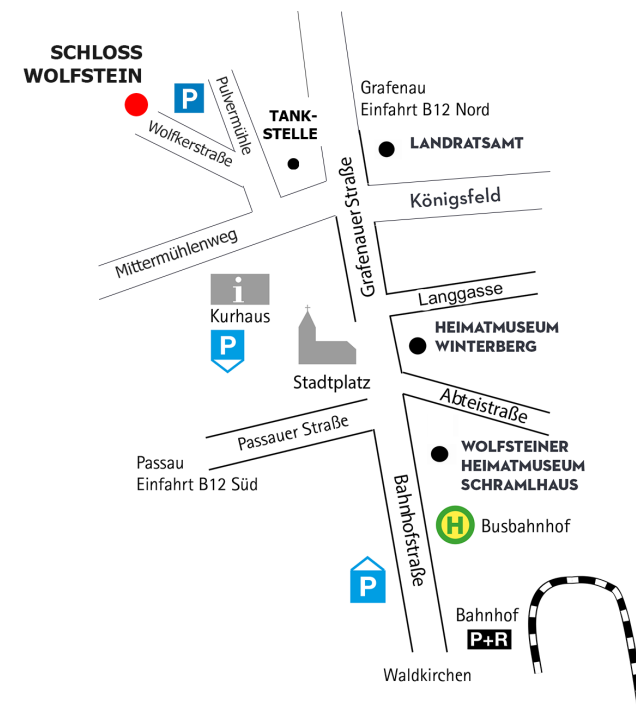 SCHLOSS
WOLFSTEIN
P
Pulvermühle
Wolfkerstraße
TANK-
STELLE
Grafenau
Einfahrt B12 Nord
LANDRATSAMT
Königsfeld
Grafenauer Straße
Mittermühlenweg
i
Kurhaus
P
Langgasse
HEIMATMUSEUM
WINTERBERG
Stadtplatz
Abteistraße
Passauer Straße
Passau
Einfahrt B12 Süd
WOLFSTEINER
HEIMATMUSEUM
SCHRAMLHAUS
Bahnhofstraße
H
Busbahnhof
P
Bahnhof
P+R
Waldkirchen